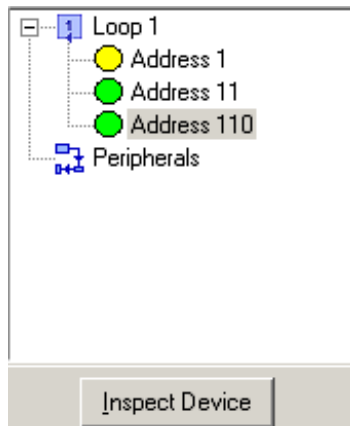 1 Loop 1
Address 1
Address 11
Address 110
Peripherals
Inspect Device